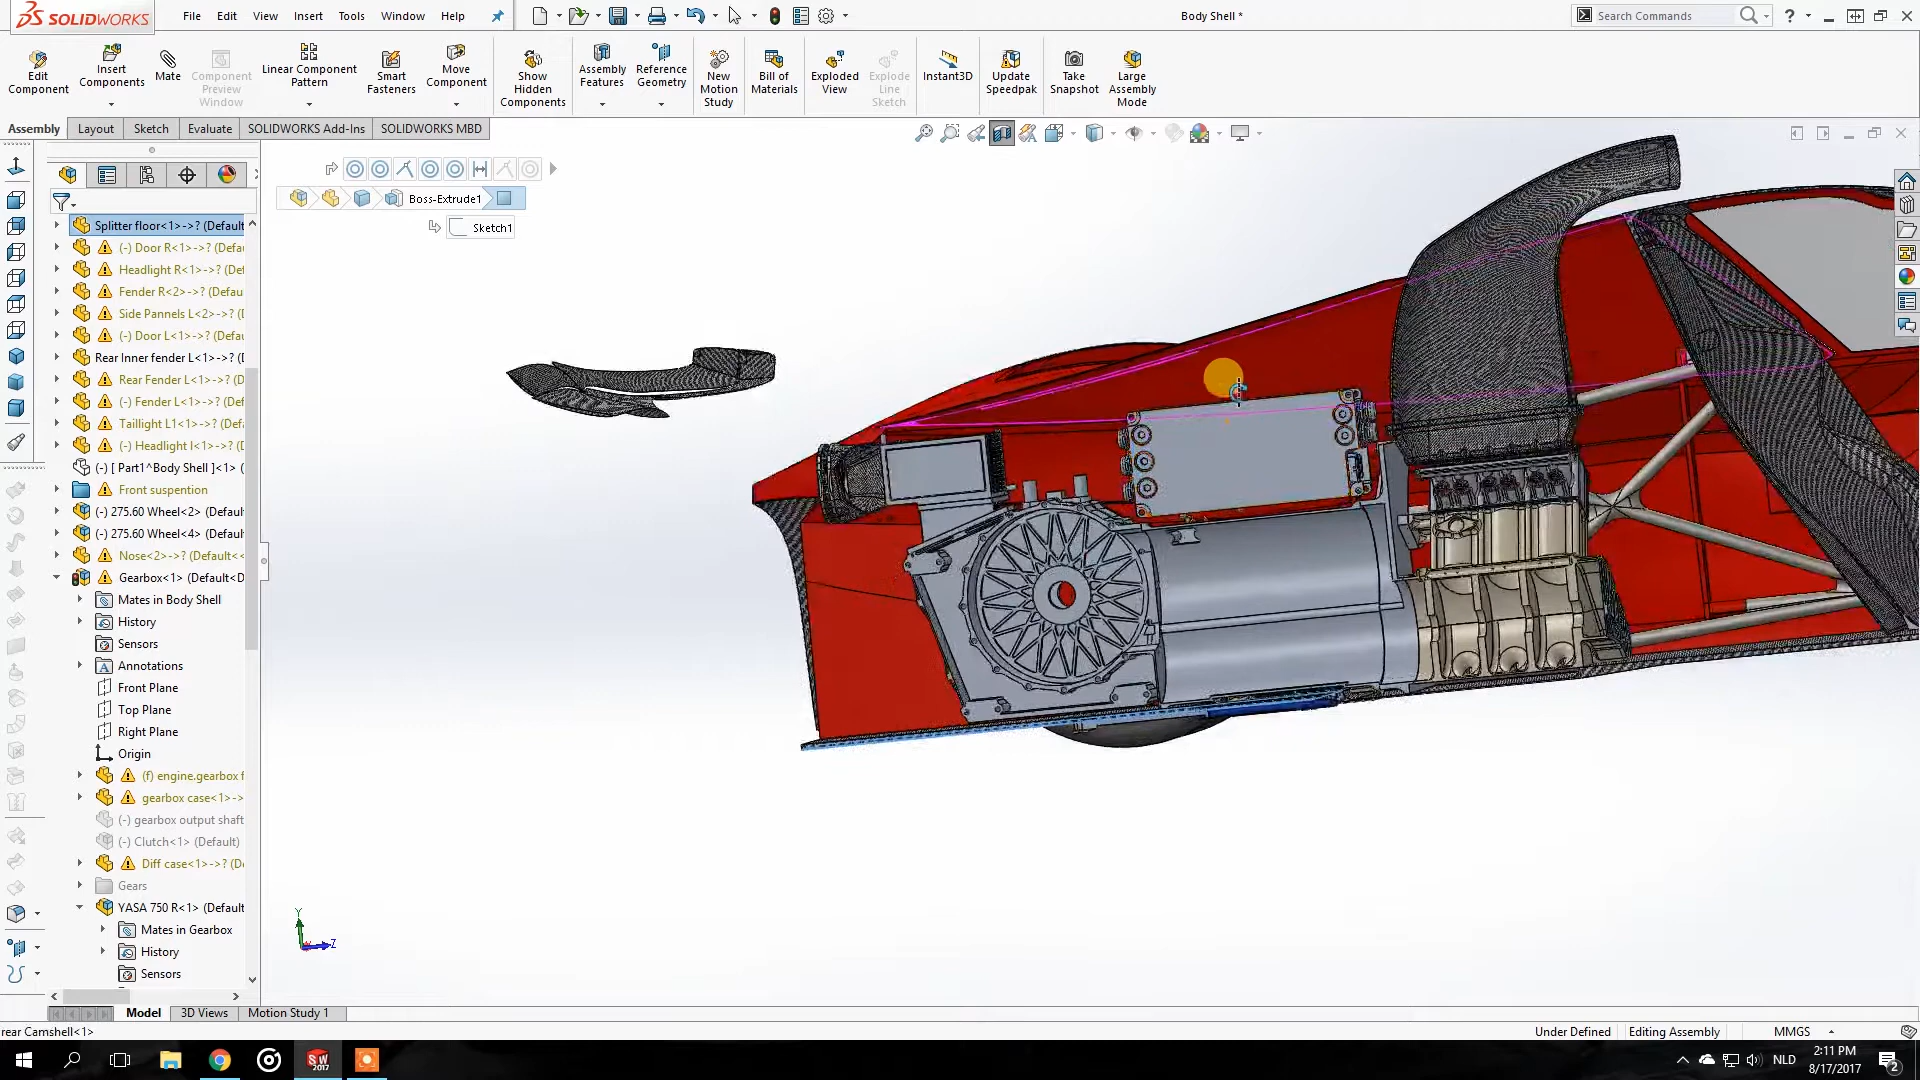 SOLIDWORKS
File Edit View Insert Tools Window Help
Body Shell *
Search Commands
Edit Component
Insert Components
Mate
Component Preview Window
Linear Component Pattern
Smart Fasteners
Move Component
Show Hidden Components
Assembly Features
Reference Geometry
New Motion Study
Bill of Materials
Exploded View
Explode Line Sketch
Instant3D
Update Speedpak
Take Snapshot
Large Assembly Mode
Assembly Layout Sketch Evaluate SOLIDWORKS Add-Ins SOLIDWORKS MBD
Boss-Extrude1
Sketch1
Splitter floor<1>->? (Default
(-) Door R<1>->? (Defau
Headlight R<1>->? (De
Fender R<2>->? (Defau
Side Pannels L<2>->? (
(-) Door L<1>->? (Defau
Rear Inner fender L<1>->? (
Rear Fender L<1>->? (D
(-) Fender L<1>->? (De
Taillight L1<1>->? (Def
(-) Headlight l<1>->? (
(-) [ Part1^Body Shell ]<1> (
Front suspention
(-) 275.60 Wheel<2> (Defaul
(-) 275.60 Wheel<4> (Defaul
Nose<2>->? (Default<<
Gearbox<1> (Default<D
Mates in Body Shell
History
Sensors
Annotations
Front Plane
Top Plane
Right Plane
Origin
(f) engine.gearbox f
gearbox case<1>->
(-) gearbox output shaft
(-) Clutch<1> (Default)
Diff case<1>->? (De
Gears
YASA 750 R<1> (Default
Mates in Gearbox
History
Sensors
Y
Z
Model 3D Views Motion Study 1
rear Camshell<1>
Under Defined Editing Assembly MMGS
SW 2017
NLD
2:11 PM
8/17/2017
2